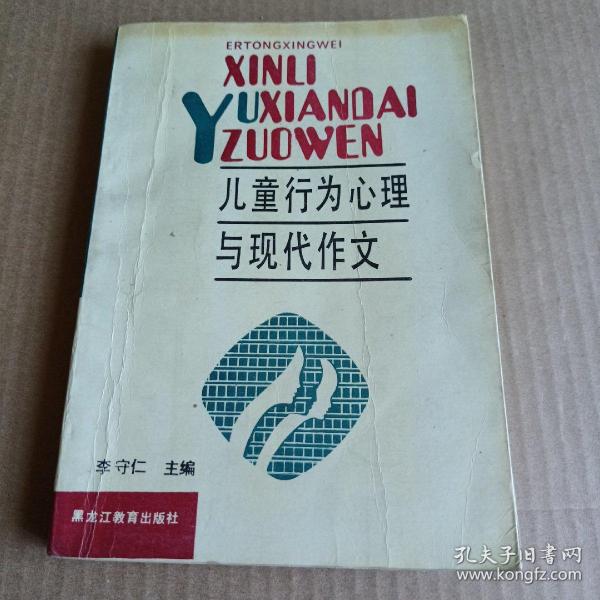 ERTONGXINGWEI
XINLI
YUXIANDAI
ZUOWEN
儿童行为心理
与现代作文
李守仁 主编
黑龙江教育出版社
孔夫子旧书网
www.kongfz.com